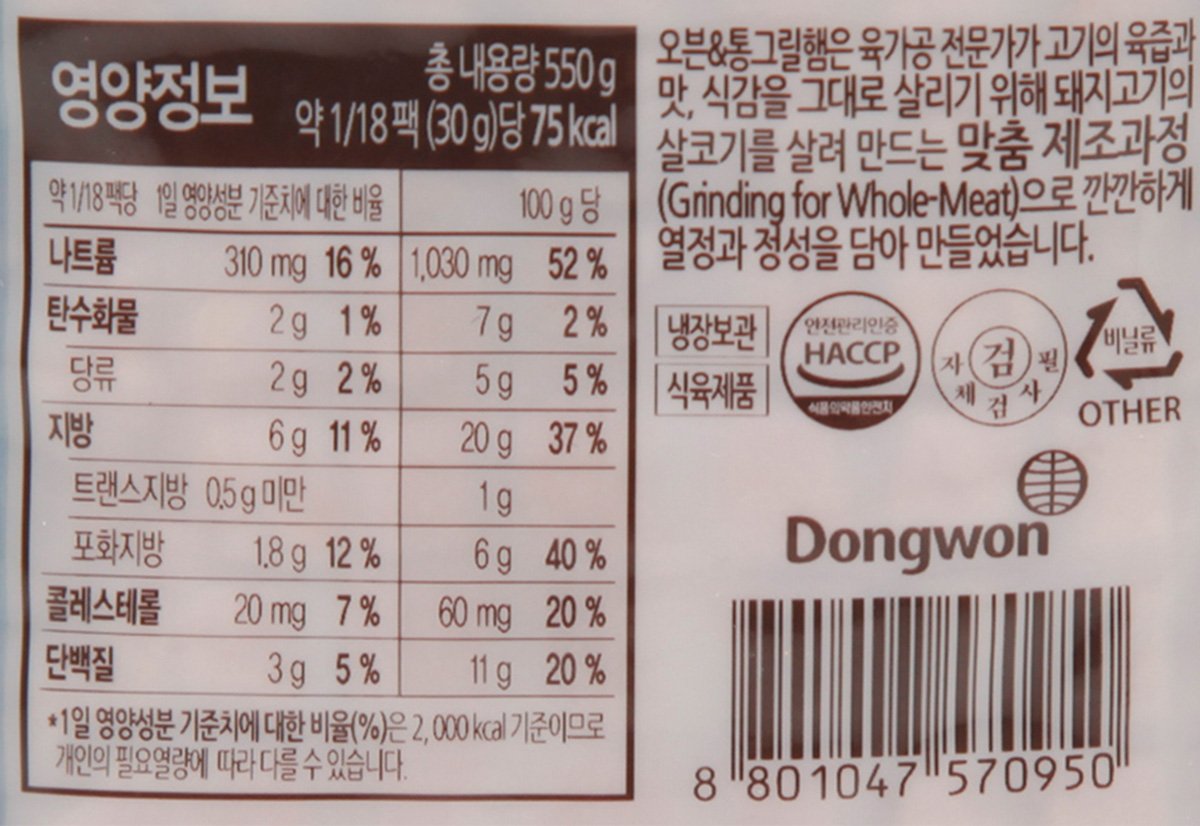 영양정보
총 내용량 550 g
약 1/18 팩 (30 g)당 75 kcal
약 1/18 팩당 1일 영양성분 기준치에 대한 비율 100 g 당
나트륨 310 mg 16 % 1,030 mg 52 %
탄수화물 2 g 1 % 7 g 2 %
당류 2 g 2 % 5 g 5 %
지방 6 g 11 % 20 g 37 %
트랜스지방 0.5 g 미만 1 g
포화지방 1.8 g 12 % 6 g 40 %
콜레스테롤 20 mg 7 % 60 mg 20 %
단백질 3 g 5 % 11 g 20 %
*1일 영양성분 기준치에 대한 비율(%)은 2, 000 kcal 기준이므로
개인의 필요열량에 따라 다를 수 있습니다.
오븐&통그릴햄은 육가공 전문가가 고기의 육즙과
맛, 식감을 그대로 살리기 위해 돼지고기의
살코기를 살려 만드는 맞춤 제조과정
(Grinding for Whole-Meat)으로 깐깐하게
열정과 정성을 담아 만들었습니다.
냉장보관
식육제품
안전관리인증
HACCP
식품의약품안전처
검
자체검사필
비닐류
OTHER
Dongwon
8 801047 570950